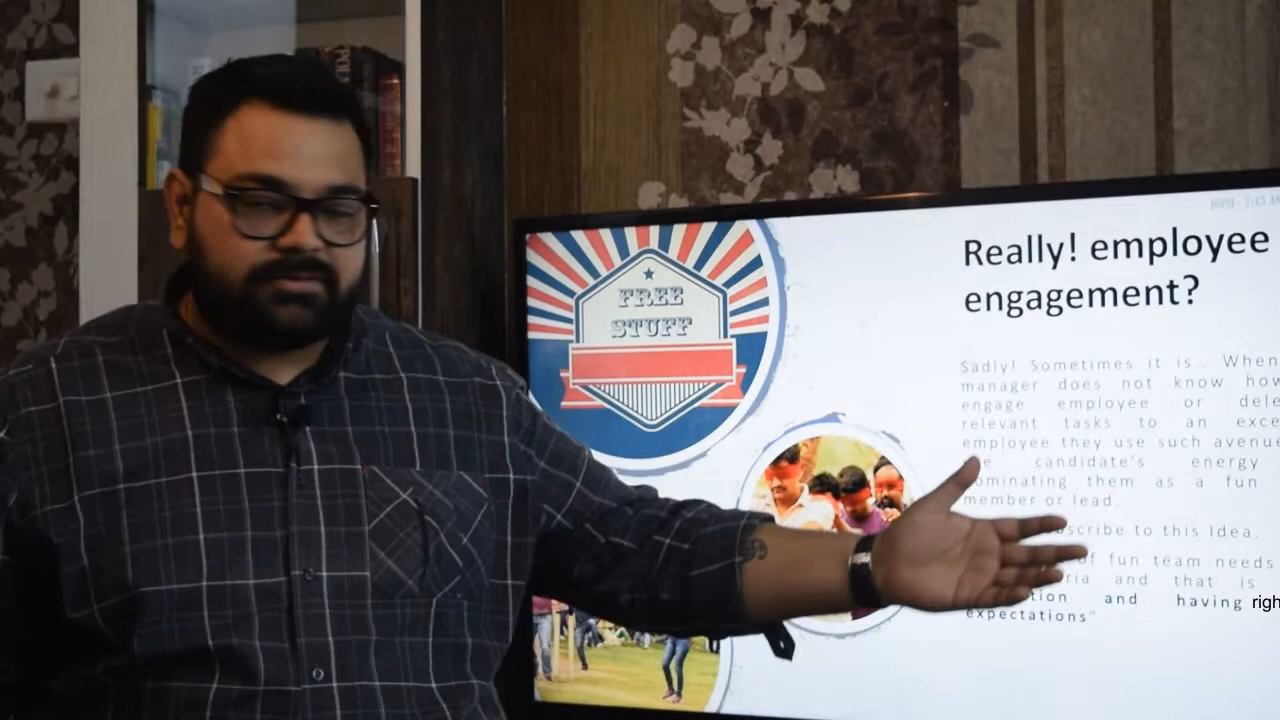 FREE
STUFF
Really! employee
engagement?
Sadly! Sometimes it is... When
manager does not know how
engage employee or dele
relevant tasks to an exce
employee they use such avenu
candidate's energy
ominating them as a fun
member or lead.
scribe to this Idea.
of fun team needs
ria and that is
tion and having righ
expectations"